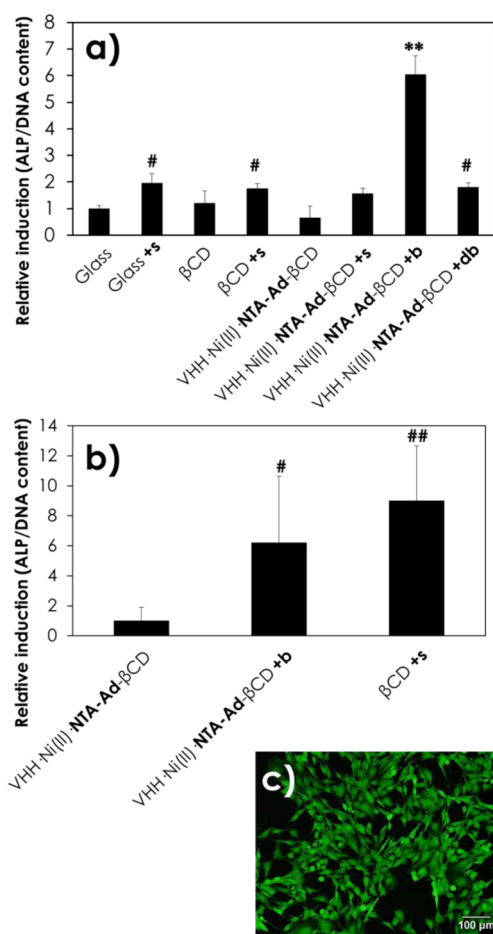 a)
Relative induction (ALP/DNA content)
8
7
6
5
4
3
2
1
0
#
#
**
#
Glass
Glass +s
βCD
βCD +s
VHH·Ni(II)·NTA-Ad-βCD
VHH·Ni(II)·NTA-Ad-βCD +s
VHH·Ni(II)·NTA-Ad-βCD +b
VHH·Ni(II)·NTA-Ad-βCD +db
b)
Relative induction (ALP/DNA content)
14
12
10
8
6
4
2
0
#
##
VHH·Ni(II)·NTA-Ad-βCD
VHH·Ni(II)·NTA-Ad-βCD +b
βCD +s
c)
100 µm